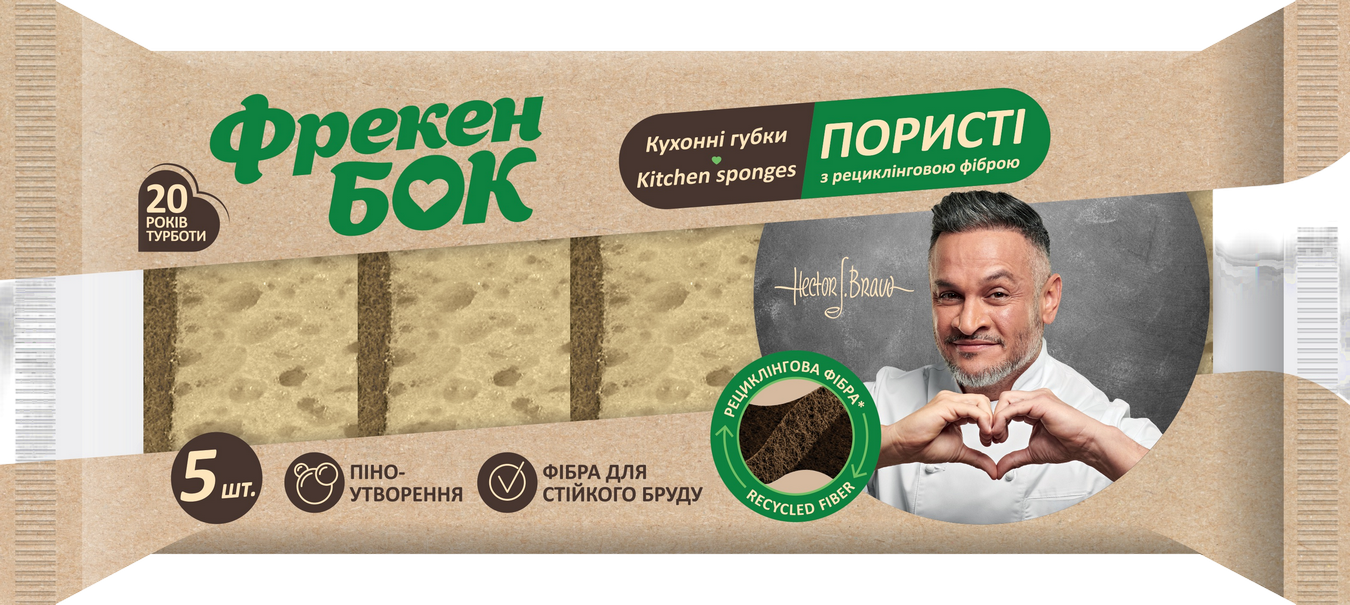 Фрекен
БОК
20
РОКІВ
ТУРБОТИ
Кухонні губки
Kitchen sponges
ПОРИСТІ
з рециклінговою фіброю
Hector J. Bravo
РЕЦИКЛІНГОВА ФІБРА*
RECYCLED FIBER
5 шт.
ПІНО-
УТВОРЕННЯ
ФІБРА ДЛЯ
СТІЙКОГО БРУДУ